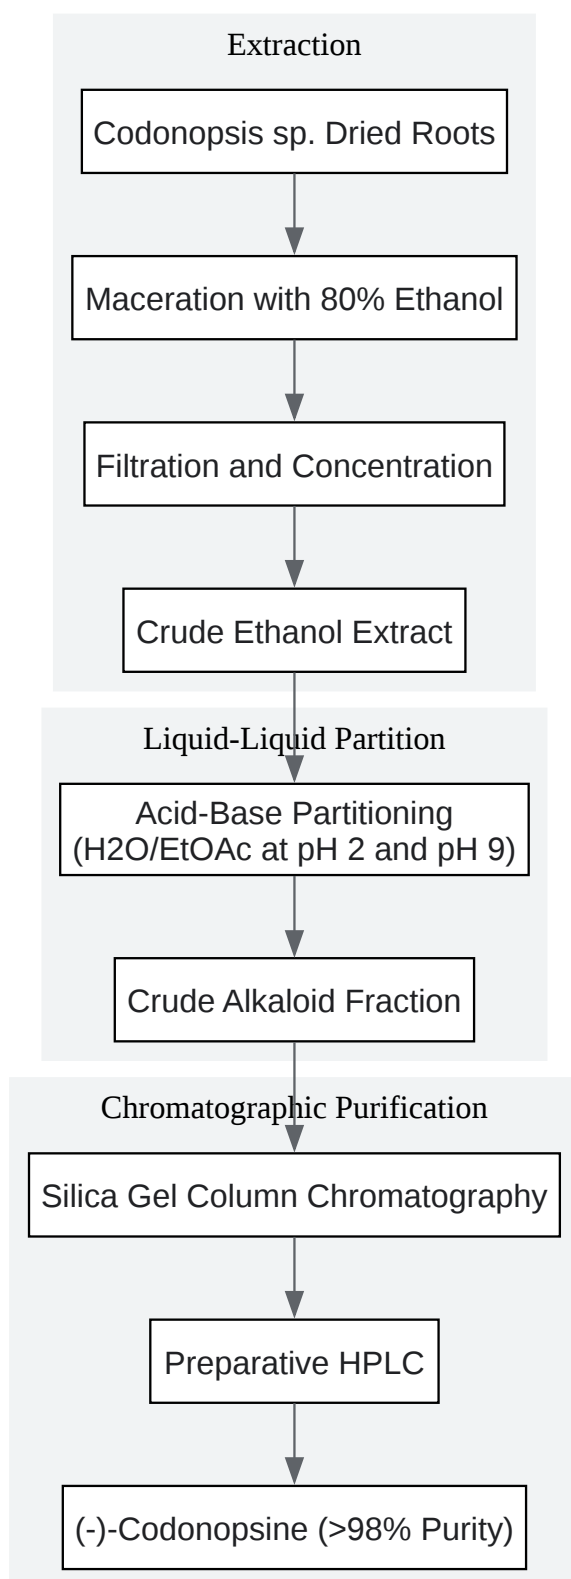 Extraction
Codonopsis sp. Dried Roots
Maceration with 80% Ethanol
Filtration and Concentration
Crude Ethanol Extract
Liquid-Liquid Partition
Acid-Base Partitioning
(H2O/EtOAc at pH 2 and pH 9)
Crude Alkaloid Fraction
Chromatographic Purification
Silica Gel Column Chromatography
Preparative HPLC
(-)-Codonopsine (>98% Purity)